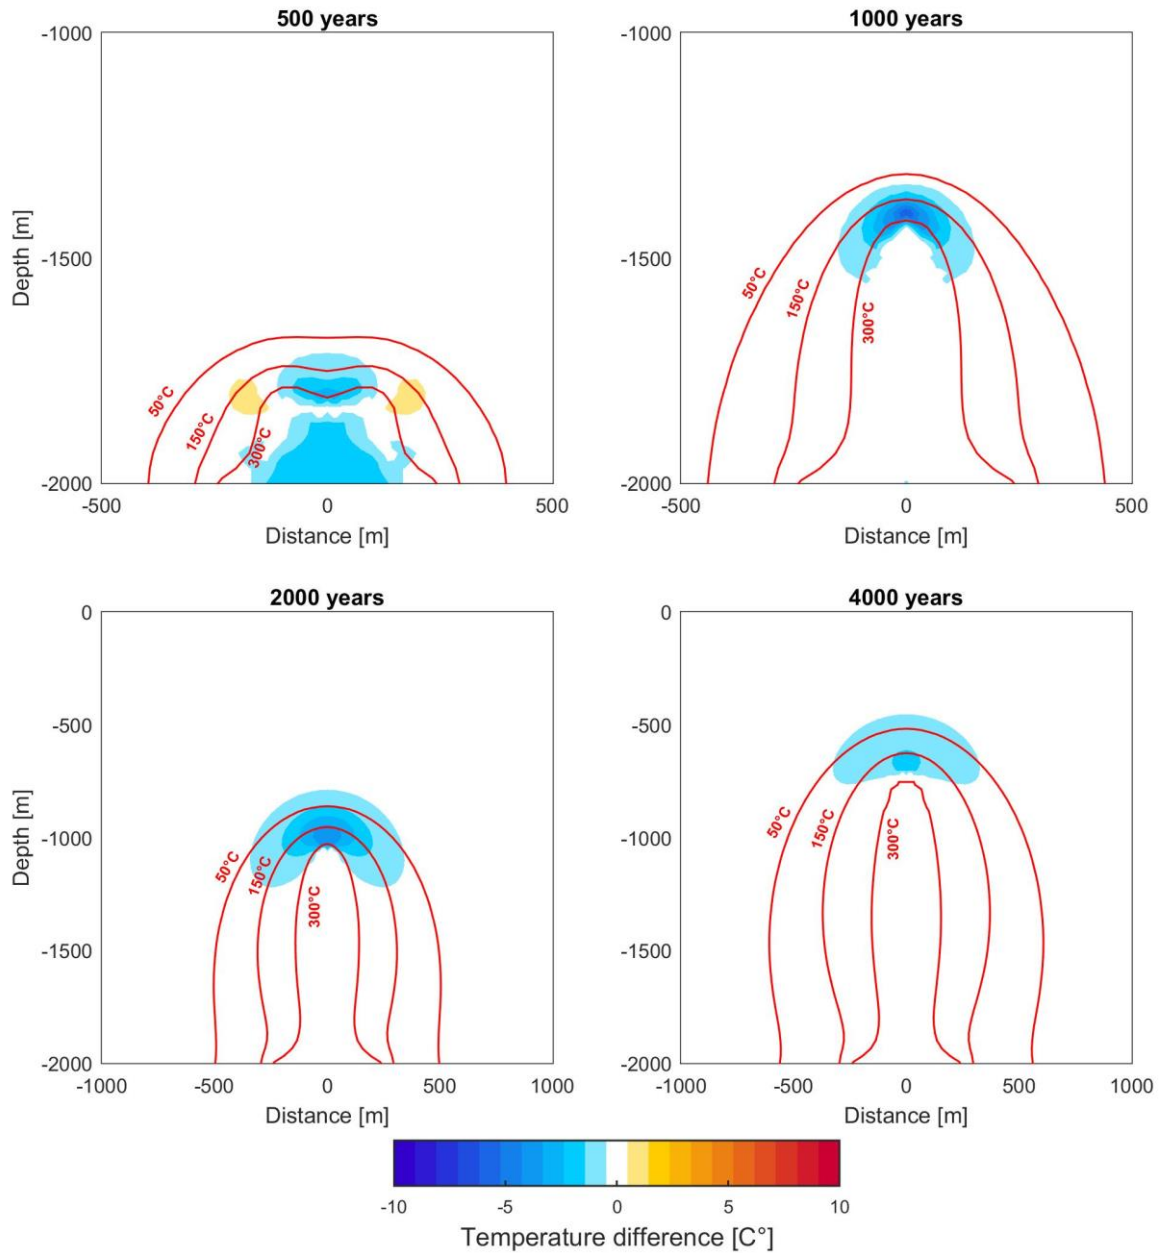 500 years
1000 years
-1000
-1500
-2000
Depth [m]
50°C
150°C
300°C
-500
0
500
Distance [m]
-1000
-1500
-2000
50°C
150°C
300°C
-500
0
500
Distance [m]
2000 years
4000 years
0
-500
-1000
-1500
-2000
Depth [m]
50°C
150°C
300°C
-1000
-500
0
500
1000
Distance [m]
0
-500
-1000
-1500
-2000
50°C
150°C
300°C
-1000
-500
0
500
1000
Distance [m]
-10
-5
0
5
10
Temperature difference [C°]